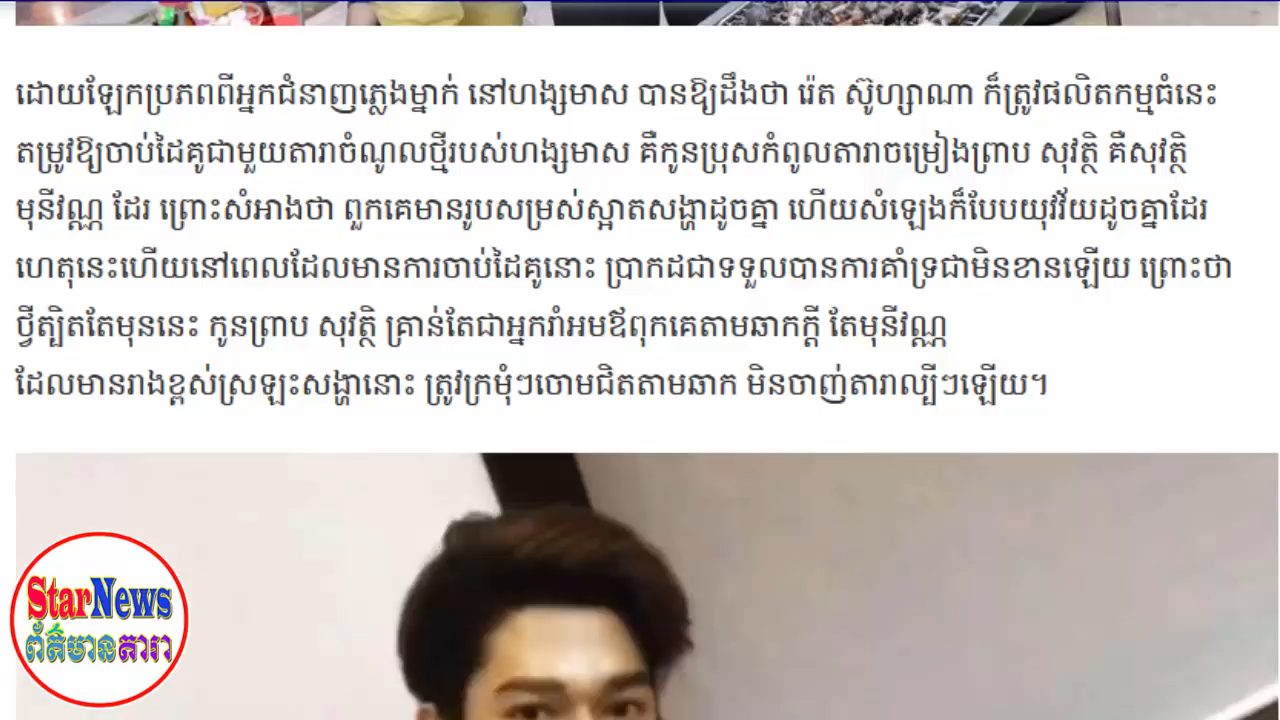 ដោយឡែកប្រភពពីអ្នកជំនាញភ្លេងម្នាក់ នៅហង្សមាស បានឱ្យដឹងថា រ៉េត ស៊ូហ្សាណា ក៏ត្រូវផលិតកម្មធំនេះ
តម្រូវឱ្យចាប់ដៃគូជាមួយតារាចំណូលថ្មីរបស់ហង្សមាស គឺកូនប្រុសកំពូលតារាចម្រៀងព្រាប សុវត្ថិ គឺសុវត្ថិ
មុនីវណ្ណ ដែរ ព្រោះសំអាងថា ពួកគេមានរូបសម្រស់ស្អាតសង្ហាដូចគ្នា ហើយសំឡេងក៏បែបយុវវ័យដូចគ្នាដែរ
ហេតុនេះហើយនៅពេលដែលមានការចាប់ដៃគូនោះ ប្រាកដជាទទួលបានការគាំទ្រជាមិនខានឡើយ ព្រោះថា
ថ្វីត្បិតតែមុននេះ កូនព្រាប សុវត្ថិ គ្រាន់តែជាអ្នករាំអមឪពុកគេតាមឆាកក្ដី តែមុនីវណ្ណ
ដែលមានរាងខ្ពស់ស្រឡះសង្ហានោះ ត្រូវក្រមុំៗចោមជិតតាមឆាក មិនចាញ់តារាល្បីៗឡើយ។
StarNews
ព័ត៌មានតារា